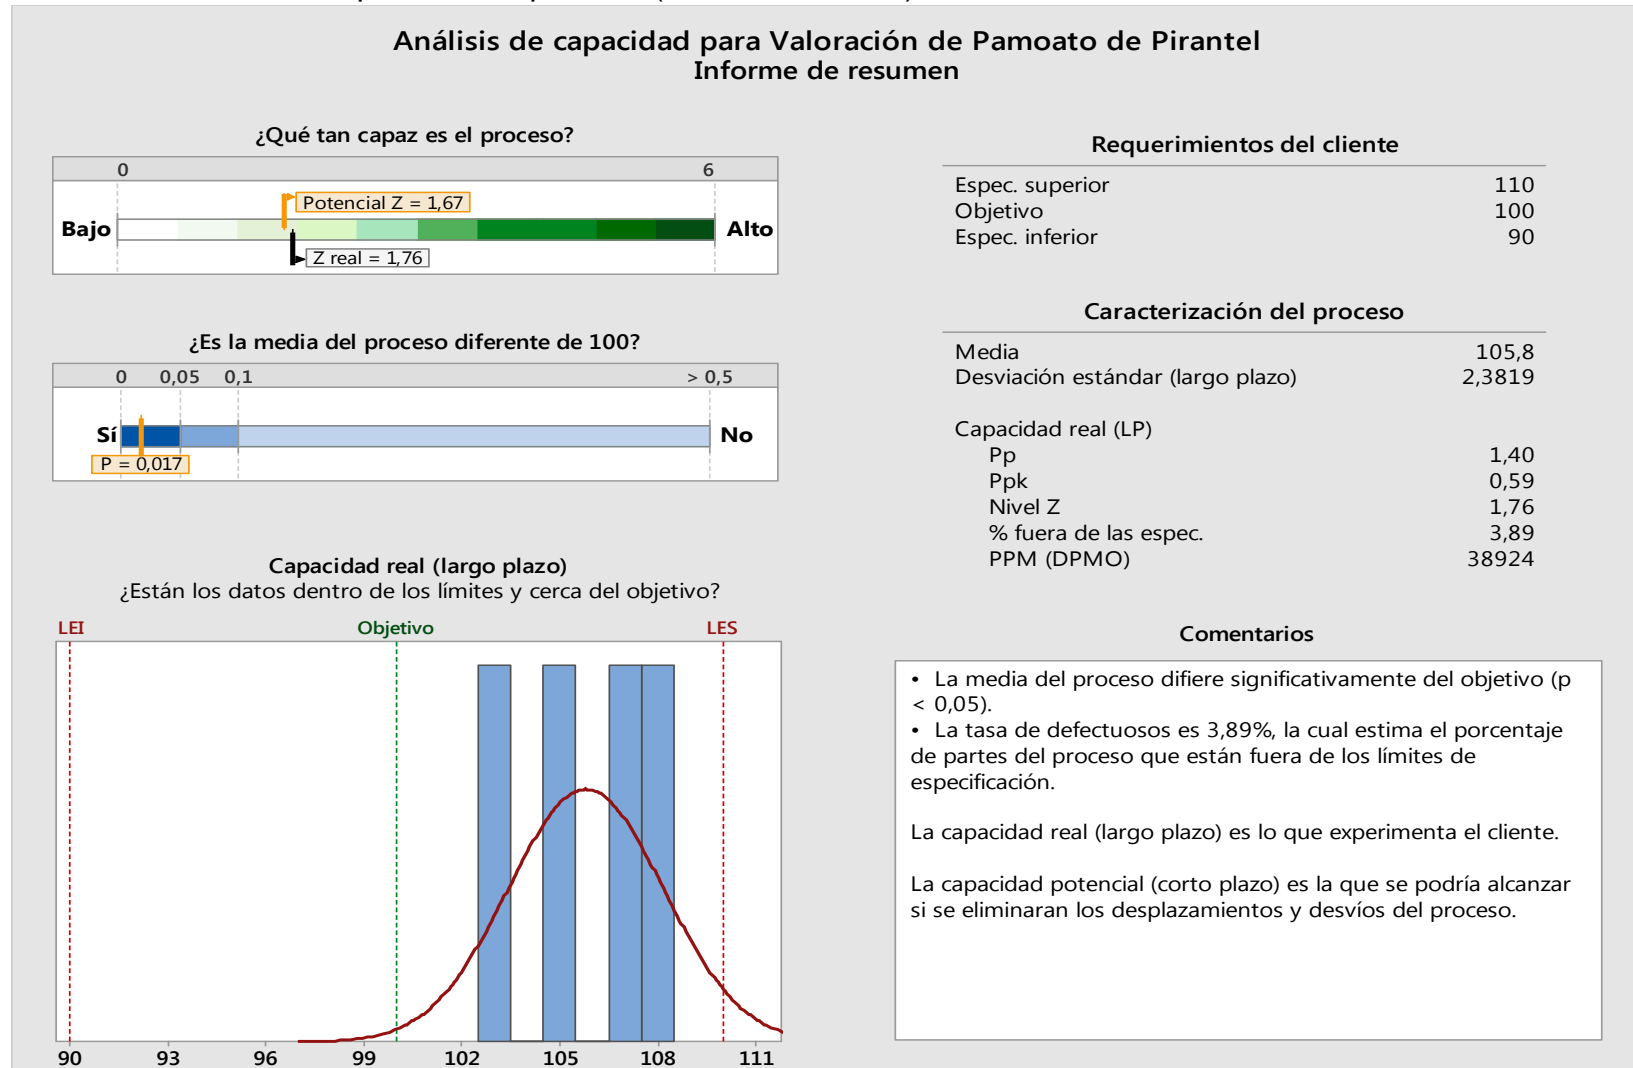 Análisis de capacidad para Valoración de Pamoato de Pirantel
Informe de resumen
¿Qué tan capaz es el proceso?
0 6
Potencial Z = 1,67
Bajo Alto
Z real = 1,76
¿Es la media del proceso diferente de 100?
0 0,05 0,1 > 0,5
Sí No
P = 0,017
Capacidad real (largo plazo)
¿Están los datos dentro de los límites y cerca del objetivo?
LEI Objetivo LES
90 93 96 99 102 105 108 111
Requerimientos del cliente
Espec. superior 110
Objetivo 100
Espec. inferior 90
Caracterización del proceso
Media 105,8
Desviación estándar (largo plazo) 2,3819
Capacidad real (LP)
Pp 1,40
Ppk 0,59
Nivel Z 1,76
% fuera de las espec. 3,89
PPM (DPMO) 38924
Comentarios
• La media del proceso difiere significativamente del objetivo (p
< 0,05).
• La tasa de defectuosos es 3,89%, la cual estima el porcentaje
de partes del proceso que están fuera de los límites de
especificación.
La capacidad real (largo plazo) es lo que experimenta el cliente.
La capacidad potencial (corto plazo) es la que se podría alcanzar
si se eliminaran los desplazamientos y desvíos del proceso.